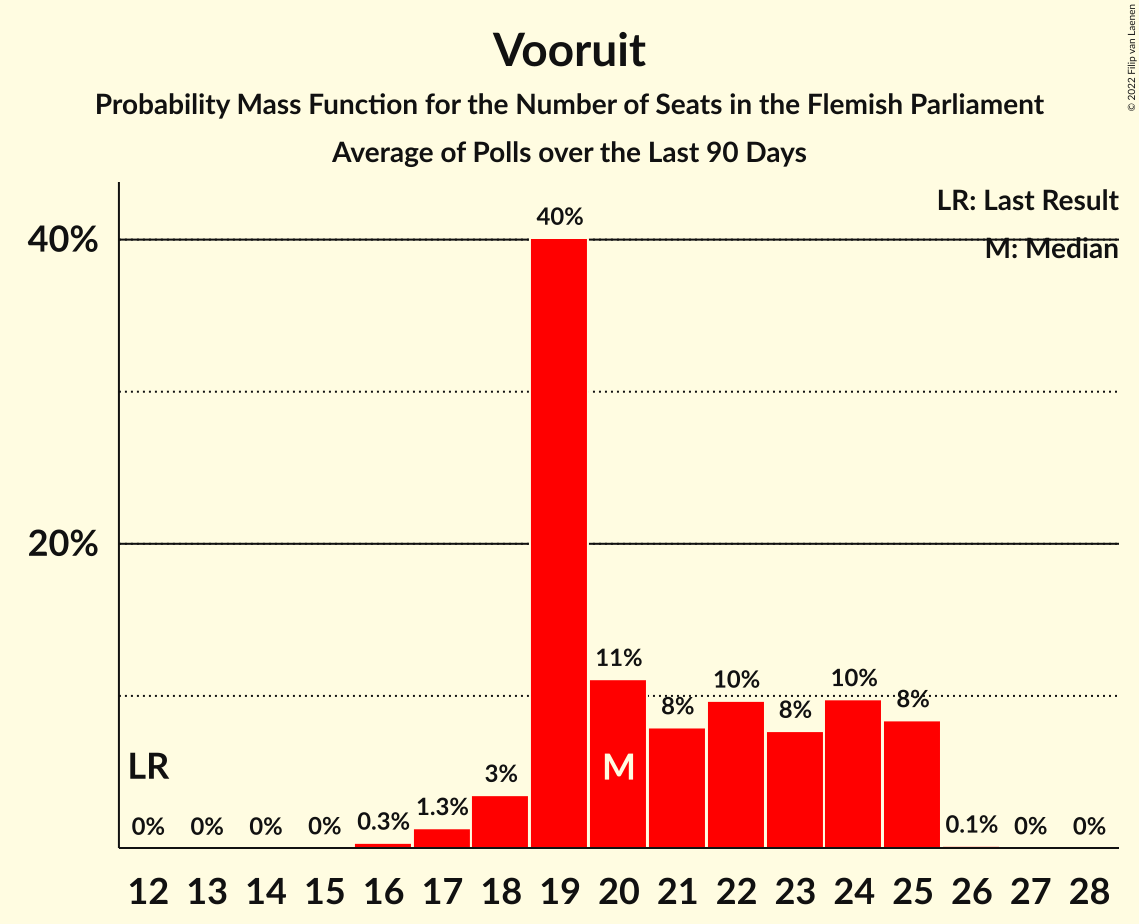 Vooruit
Probability Mass Function for the Number of Seats in the Flemish Parliament
Average of Polls over the Last 90 Days
© 2022 Filip van Laenen
LR: Last Result
M: Median
40%
20%
40%
11%
8%
10%
8%
10%
8%
3%
1.3%
0.3%
0.1%
0%
0%
0%
0%
0%
0%
LR
M
12 13 14 15 16 17 18 19 20 21 22 23 24 25 26 27 28